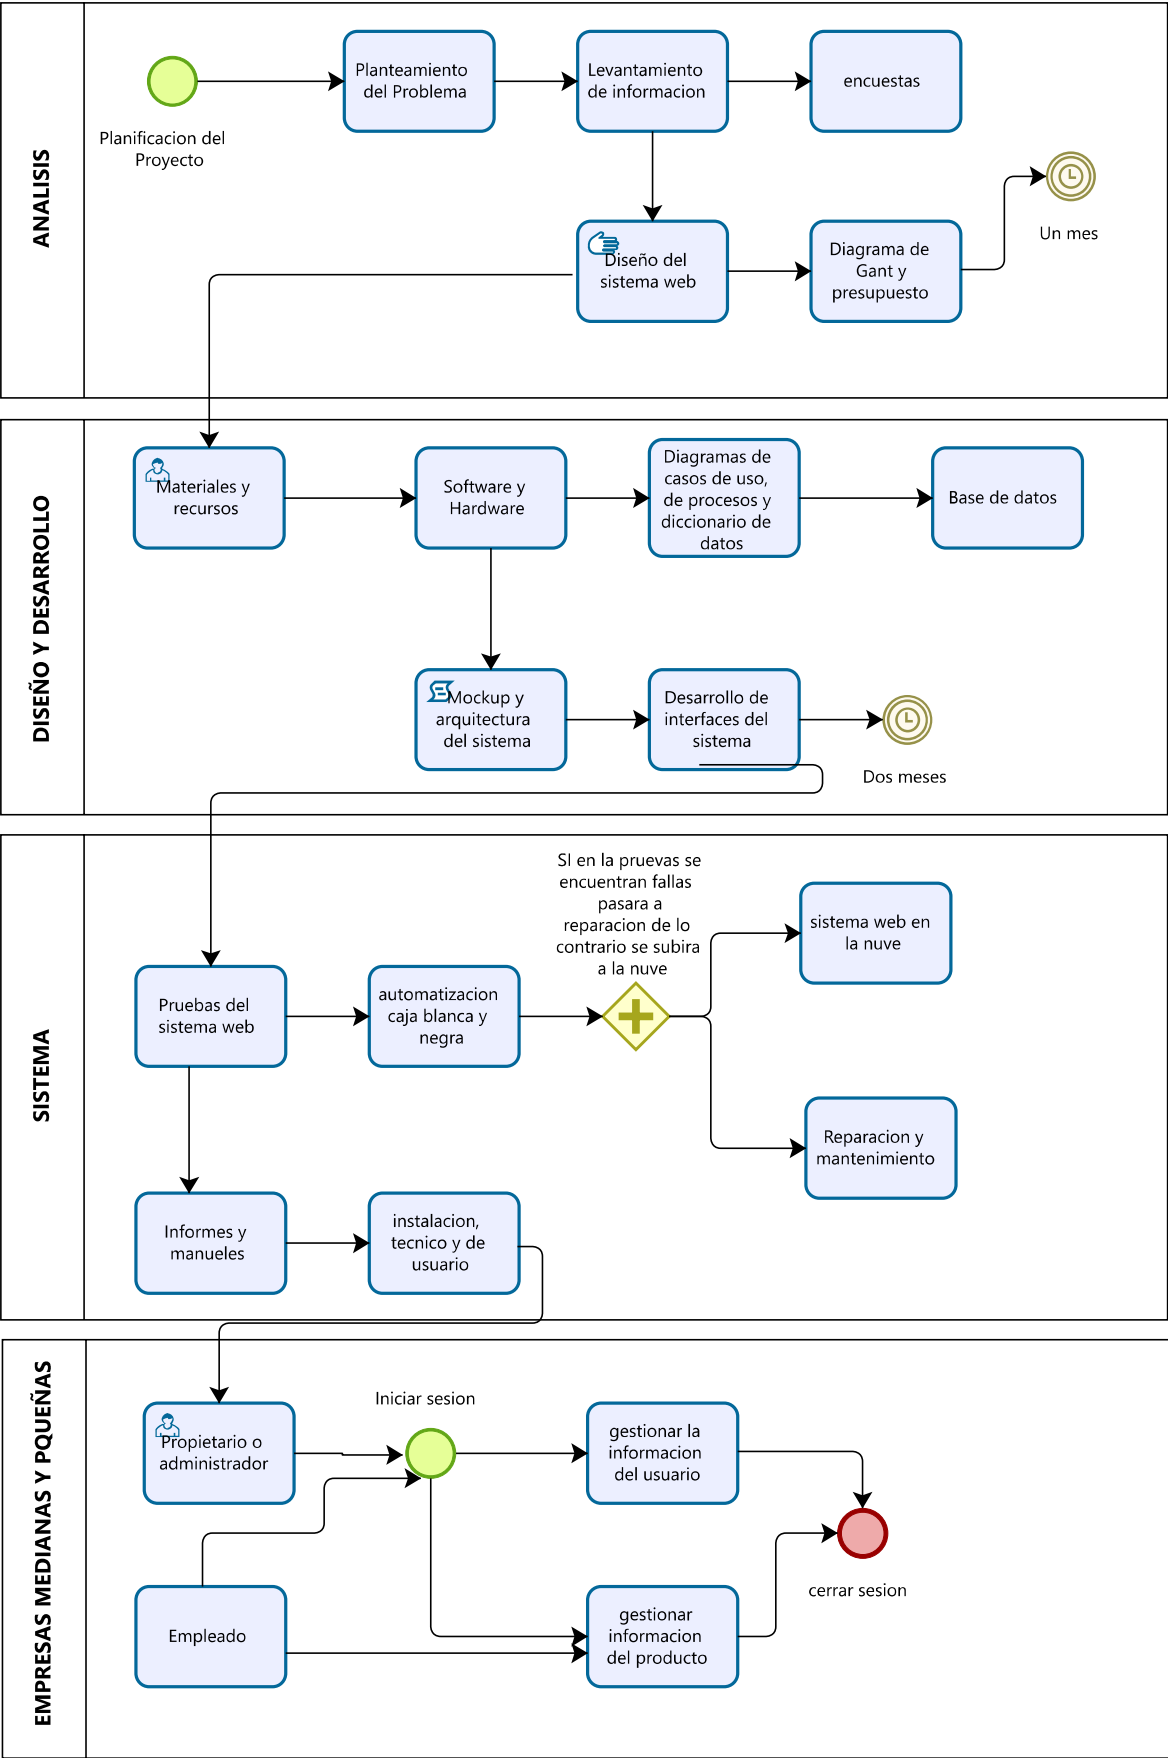 ANALISIS
Planificacion del
Proyecto
Planteamiento
del Problema
Levantamiento
de informacion
encuestas
Diseño del
sistema web
Diagrama de
Gant y
presupuesto
Un mes
DISEÑO Y DESARROLLO
Materiales y
recursos
Software y
Hardware
Diagramas de
casos de uso,
de procesos y
diccionario de
datos
Base de datos
Mockup y
arquitectura
del sistema
Desarrollo de
interfaces del
sistema
Dos meses
SISTEMA
SI en la pruevas se
encuentran fallas
pasara a
reparacion de lo
contrario se subira
a la nuve
sistema web en
la nuve
Pruebas del
sistema web
automatizacion
caja blanca y
negra
Reparacion y
mantenimiento
Informes y
manueles
instalacion,
tecnico y de
usuario
EMPRESAS MEDIANAS Y PQUEÑAS
Iniciar sesion
Propietario o
administrador
gestionar la
informacion
del usuario
cerrar sesion
Empleado
gestionar
informacion
del producto